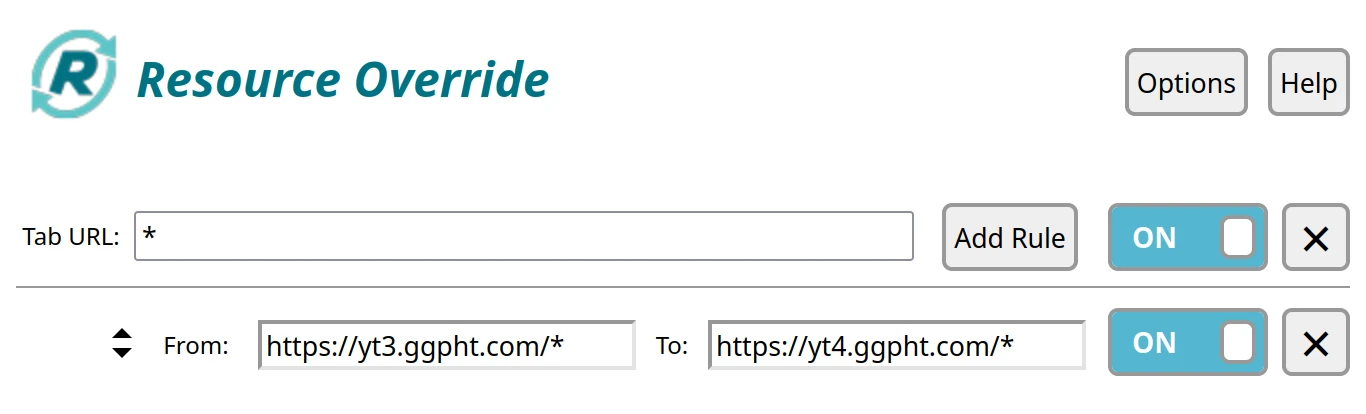 R Resource Override Options Help
Tab URL: * Add Rule ON ×
From: https://yt3.ggpht.com/* To: https://yt4.ggpht.com/* ON ×